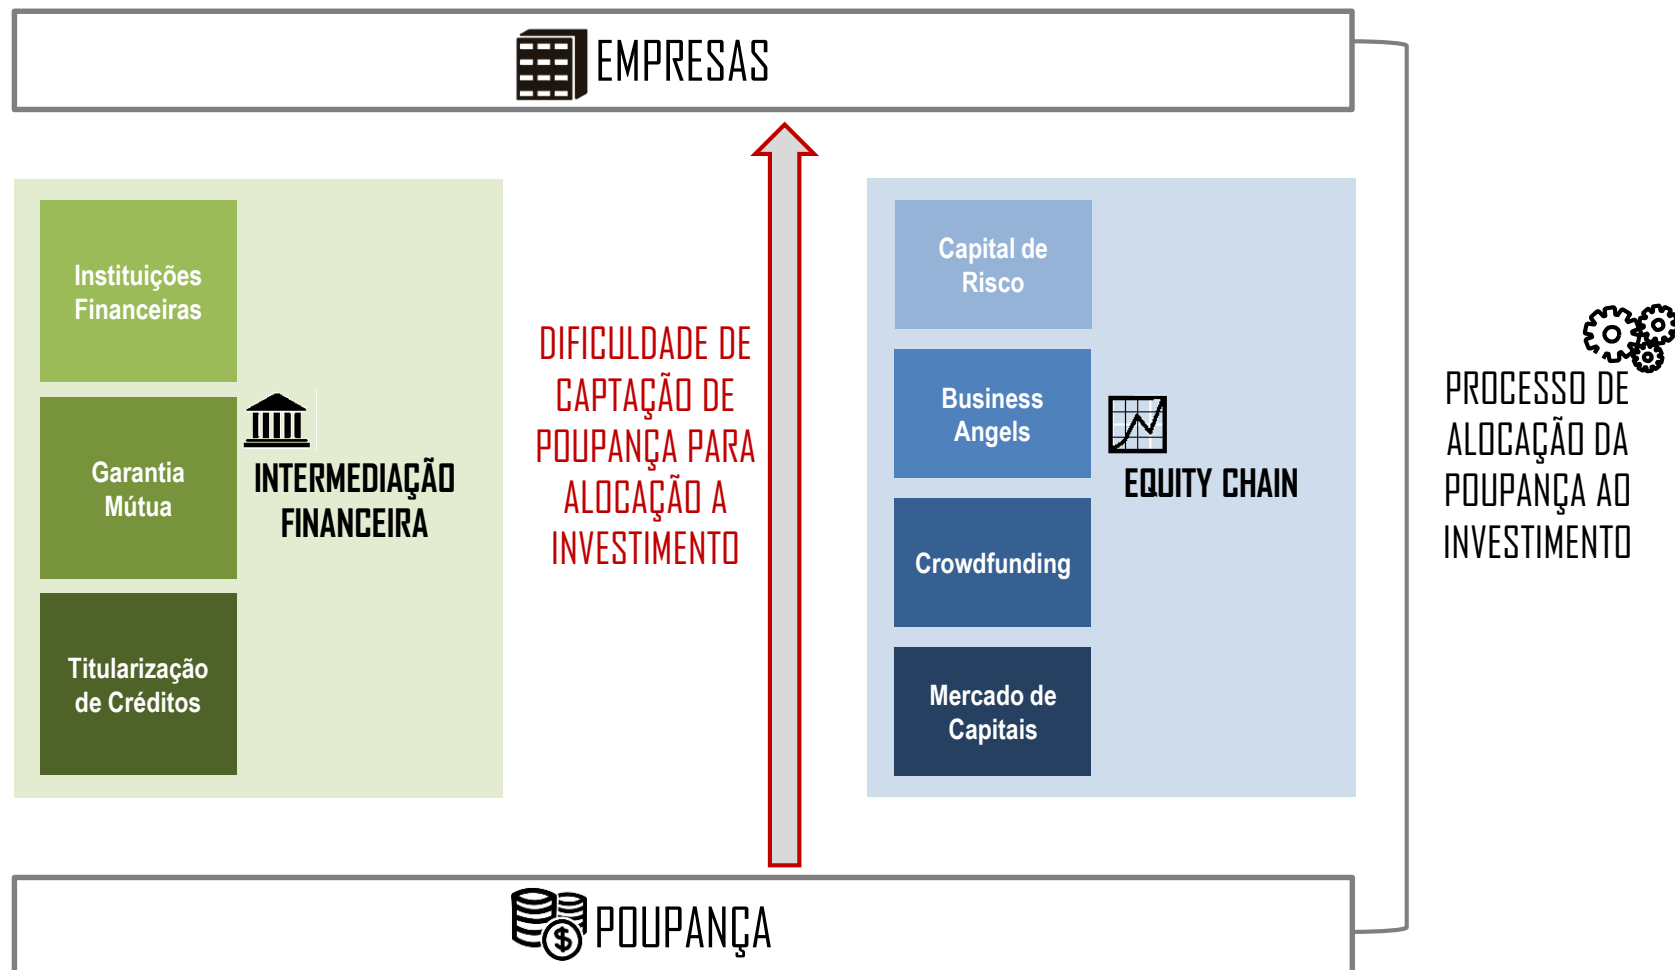 EMPRESAS
Instituições
Financeiras
Garantia
Mútua
Titularização
de Créditos
INTERMEDIAÇÃO
FINANCEIRA
DIFICULDADE DE
CAPTAÇÃO DE
POUPANÇA PARA
ALOCAÇÃO A
INVESTIMENTO
Capital de
Risco
Business
Angels
Crowdfunding
Mercado de
Capitais
EQUITY CHAIN
PROCESSO DE
ALOCAÇÃO DA
POUPANÇA AO
INVESTIMENTO
$ POUPANÇA